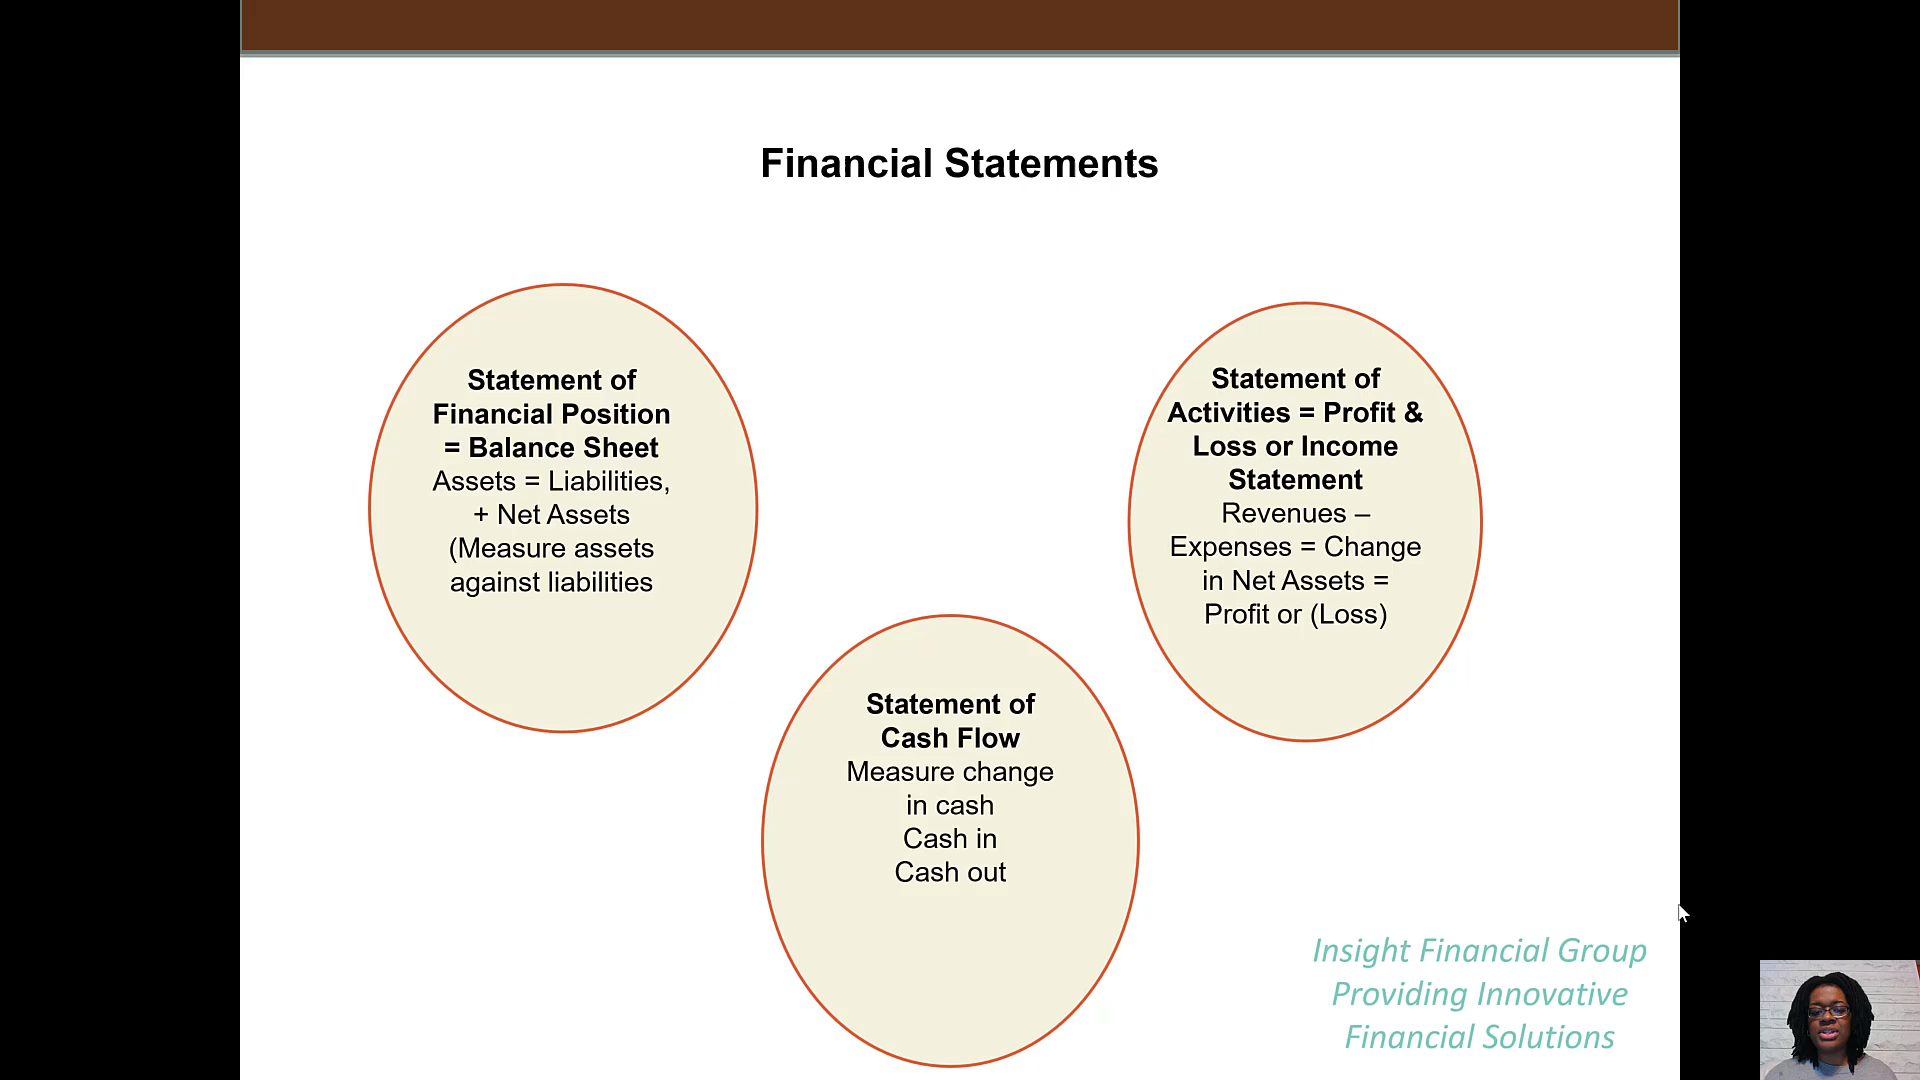 Financial Statements
Statement of
Financial Position
= Balance Sheet
Assets = Liabilities,
+ Net Assets
(Measure assets
against liabilities
Statement of
Activities = Profit &
Loss or Income
Statement
Revenues –
Expenses = Change
in Net Assets =
Profit or (Loss)
Statement of
Cash Flow
Measure change
in cash
Cash in
Cash out
Insight Financial Group
Providing Innovative
Financial Solutions